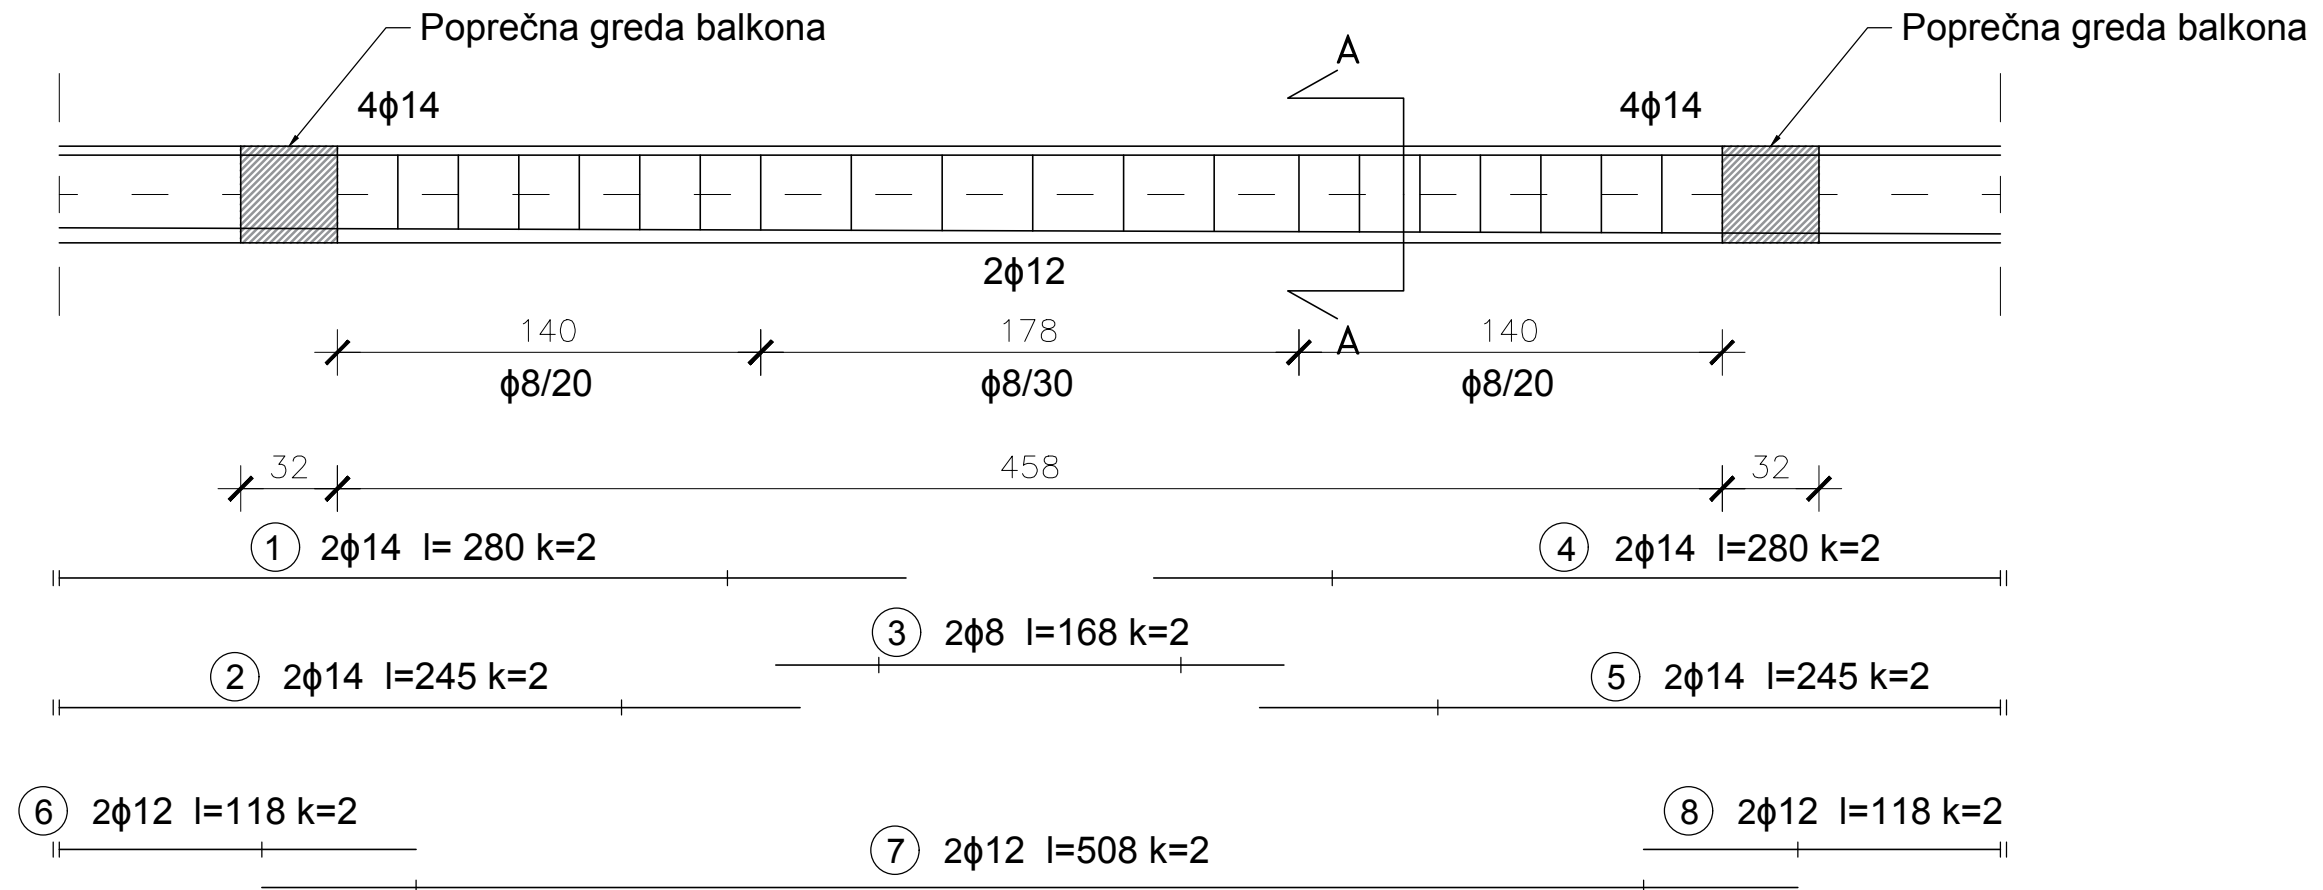 Poprečna greda balkona
Poprečna greda balkona
A
4ϕ14
4ϕ14
2ϕ12
140
178
140
A
ϕ8/20
ϕ8/30
ϕ8/20
32
458
32
1 2ϕ14 l= 280 k=2
4 2ϕ14 l=280 k=2
3 2ϕ8 l=168 k=2
2 2ϕ14 l=245 k=2
5 2ϕ14 l=245 k=2
6 2ϕ12 l=118 k=2
8 2ϕ12 l=118 k=2
7 2ϕ12 l=508 k=2